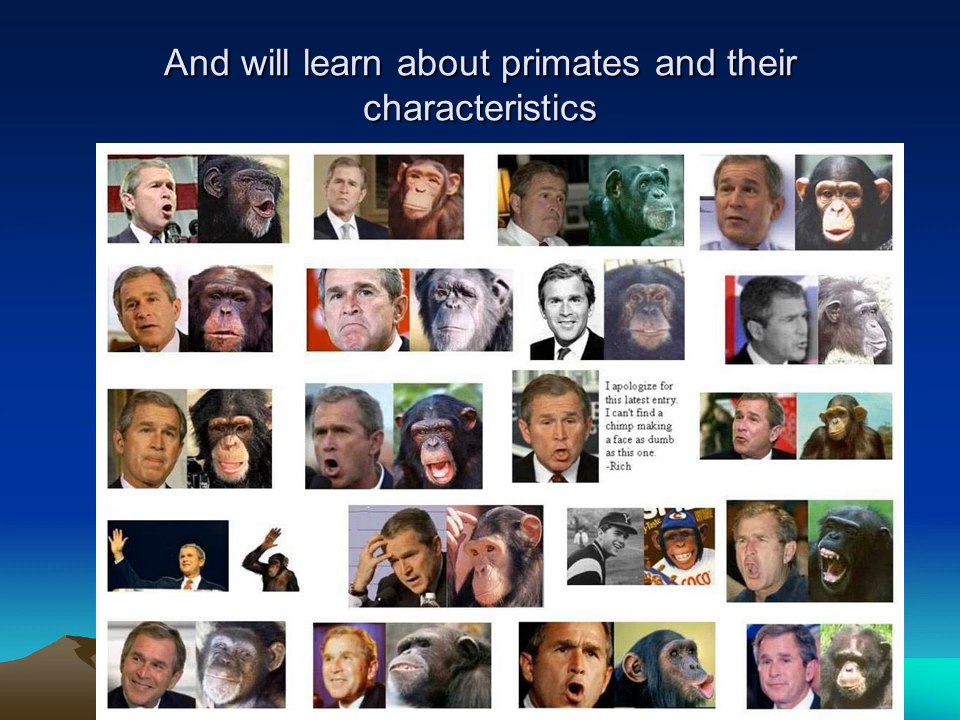 And will learn about primates and their
characteristics
I apologize for
this latest entry.
I can't find a
chimp making
a face as dumb
as this one.
-Rich
C
COCO